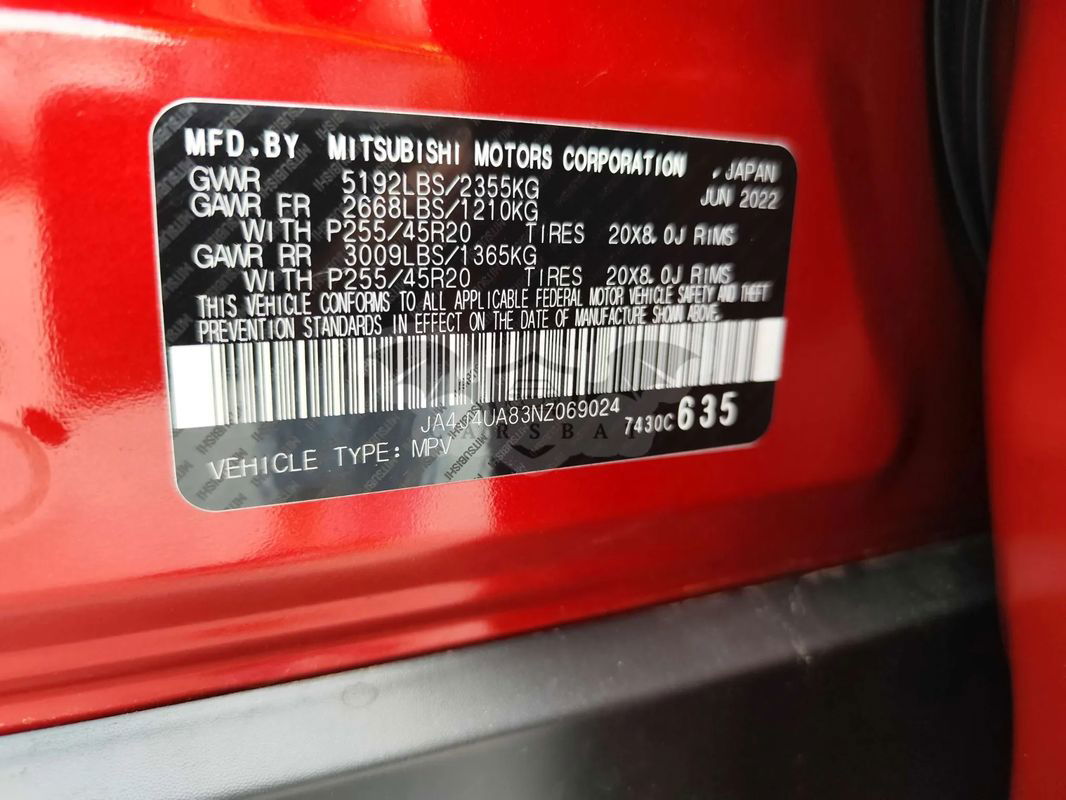 MFD.BY MITSUBISHI MOTORS CORPORATION , JAPAN
GVWR 5192LBS/2355KG JUN 2022
GAWR FR 2668LBS/1210KG
WITH P255/45R20 TIRES 20X8.0J RIMS
GAWR RR 3009LBS/1365KG
WITH P255/45R20 TIRES 20X8.0J RIMS
THIS VEHICLE CONFORMS TO ALL APPLICABLE FEDERAL MOTOR VEHICLE SAFETY AND THEFT
PREVENTION STANDARDS IN EFFECT ON THE DATE OF MANUFACTURE SHOWN ABOVE.
JA4J4UA83NZ069024
7430C635
VEHICLE TYPE: MPV